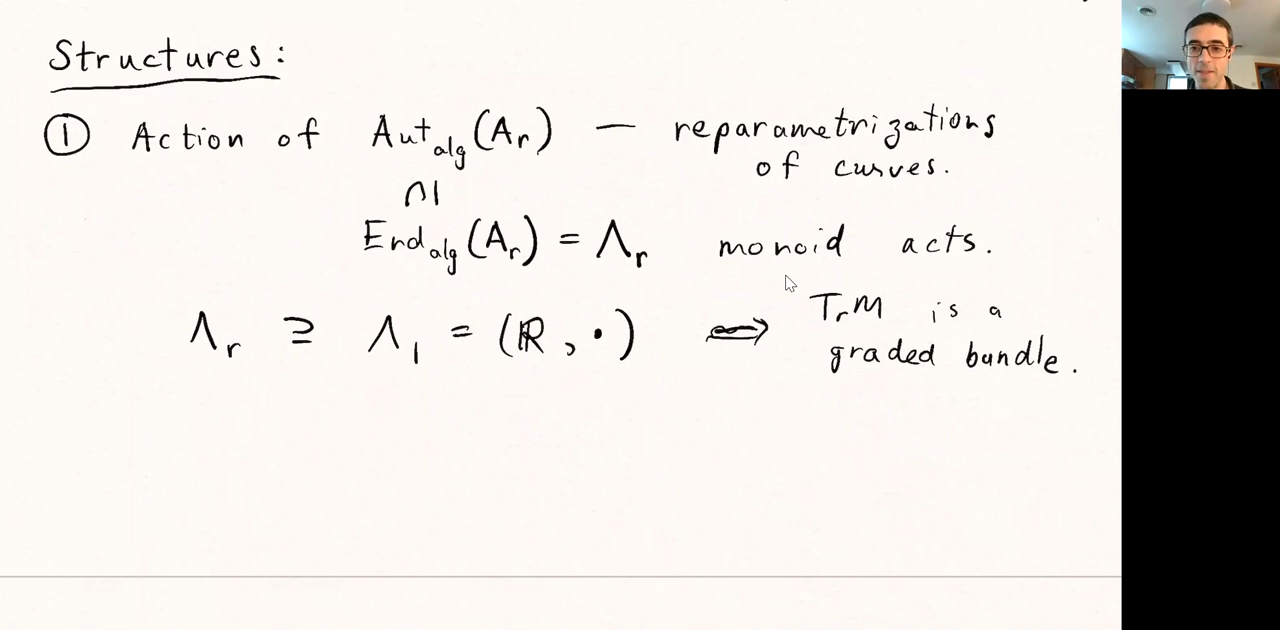 Structures:
① Action of Aut_alg(A_r) — reparametrizations
of curves.
∩|
End_alg(A_r) = Λ_r monoid acts.
Λ_r ⊇ Λ_1 = (ℝ, ·) ⟹ T_rM is a
graded bundle.